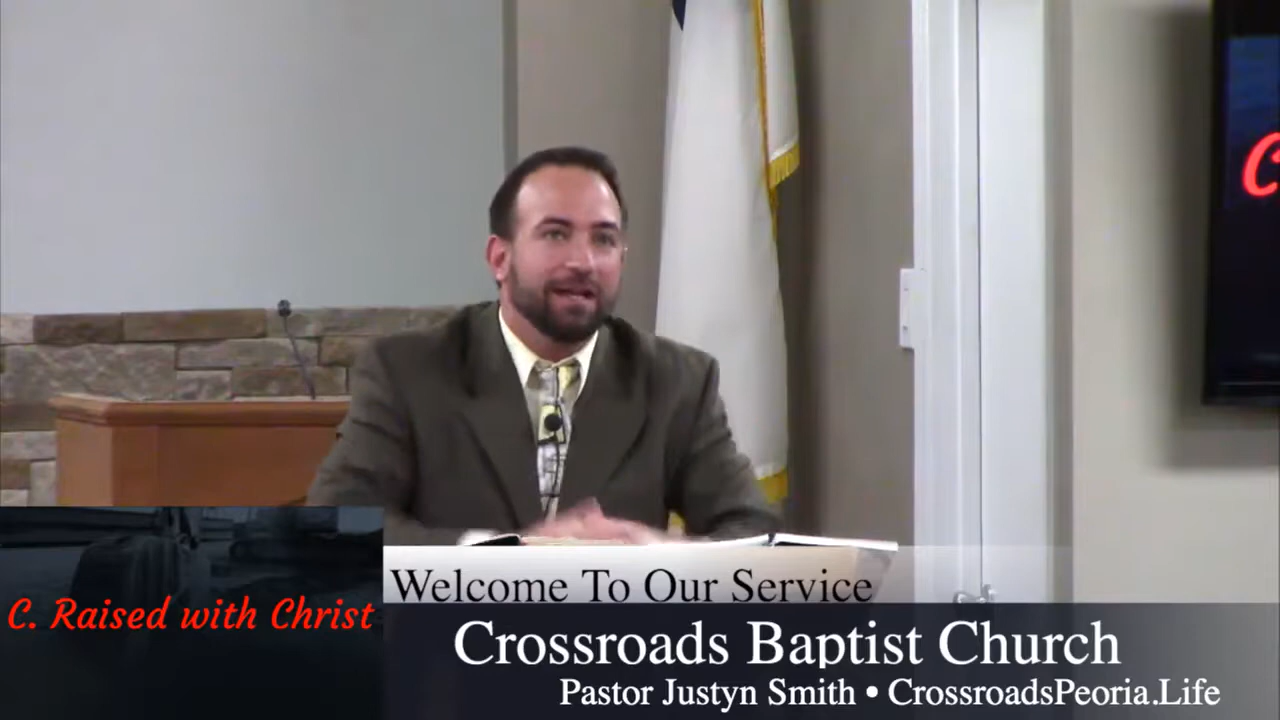 C. Raised with Christ
Welcome To Our Service
Crossroads Baptist Church
Pastor Justyn Smith • CrossroadsPeoria.Life